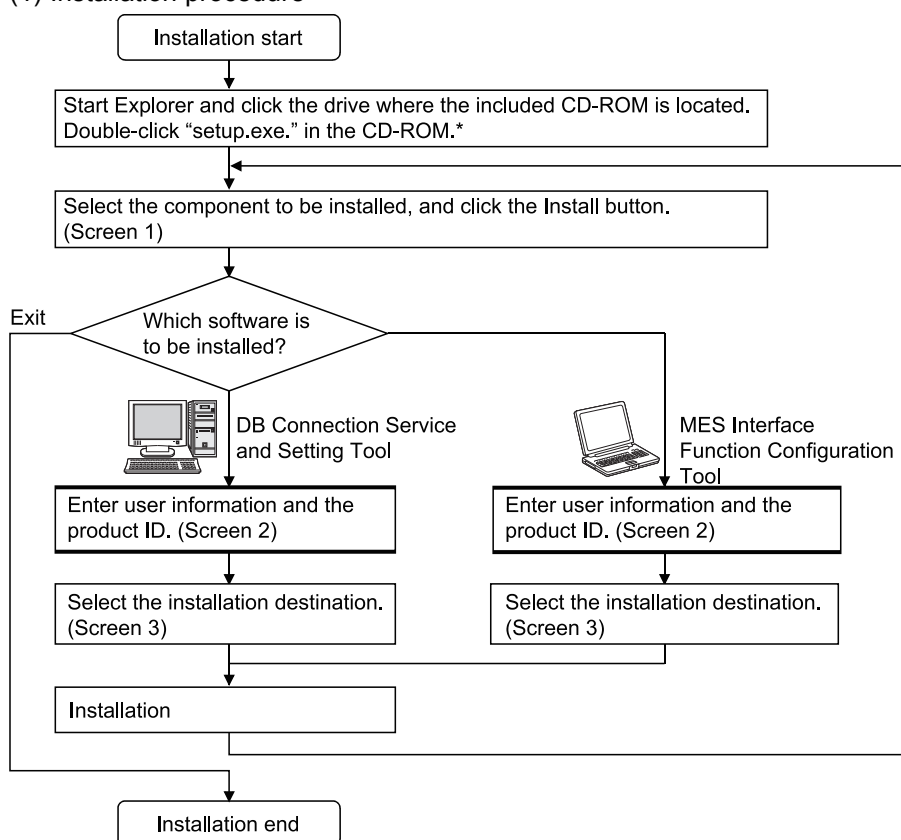 (1) Installation procedure
Installation start
Start Explorer and click the drive where the included CD-ROM is located.
Double-click “setup.exe.” in the CD-ROM.*
Select the component to be installed, and click the Install button.
(Screen 1)
Exit
Which software is
to be installed?
DB Connection Service
and Setting Tool
MES Interface
Function Configuration
Tool
Enter user information and the
product ID. (Screen 2)
Enter user information and the
product ID. (Screen 2)
Select the installation destination.
(Screen 3)
Select the installation destination.
(Screen 3)
Installation
Installation end